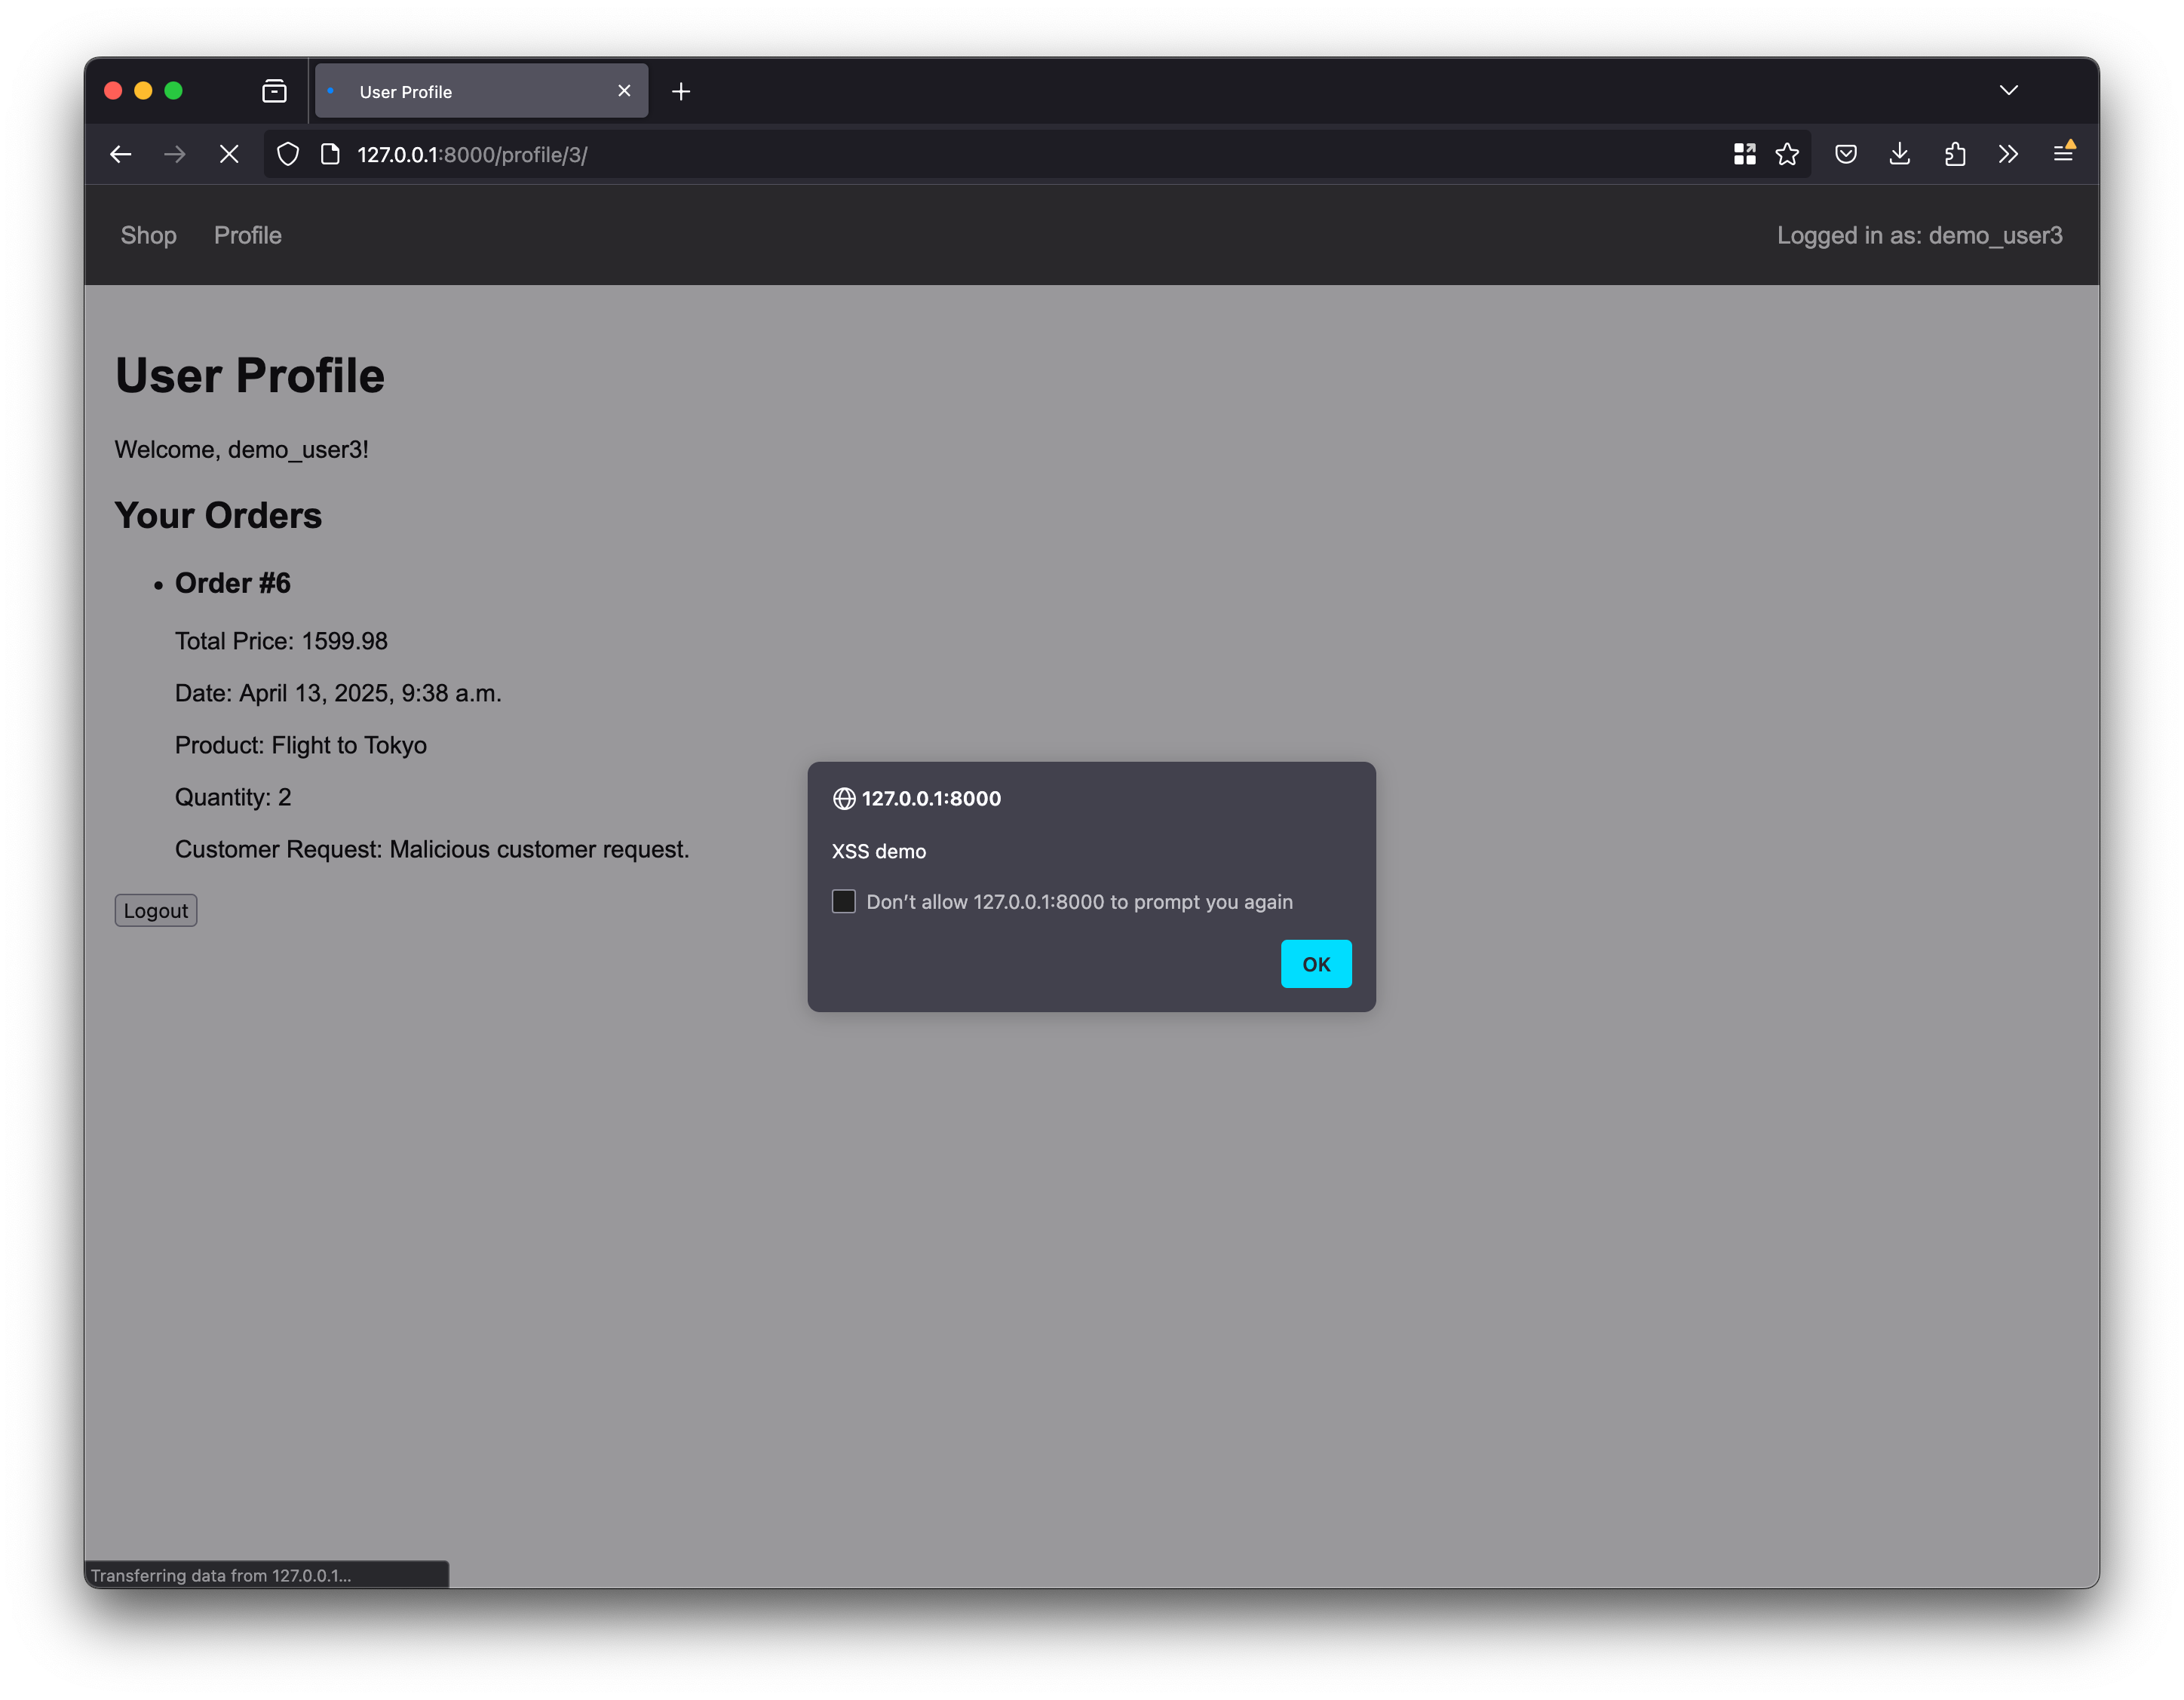 User Profile
127.0.0.1:8000/profile/3/
Shop Profile Logged in as: demo_user3
User Profile
Welcome, demo_user3!
Your Orders
• Order #6
Total Price: 1599.98
Date: April 13, 2025, 9:38 a.m.
Product: Flight to Tokyo
Quantity: 2
Customer Request: Malicious customer request.
Logout
127.0.0.1:8000
XSS demo
Don’t allow 127.0.0.1:8000 to prompt you again
OK
Transferring data from 127.0.0.1...